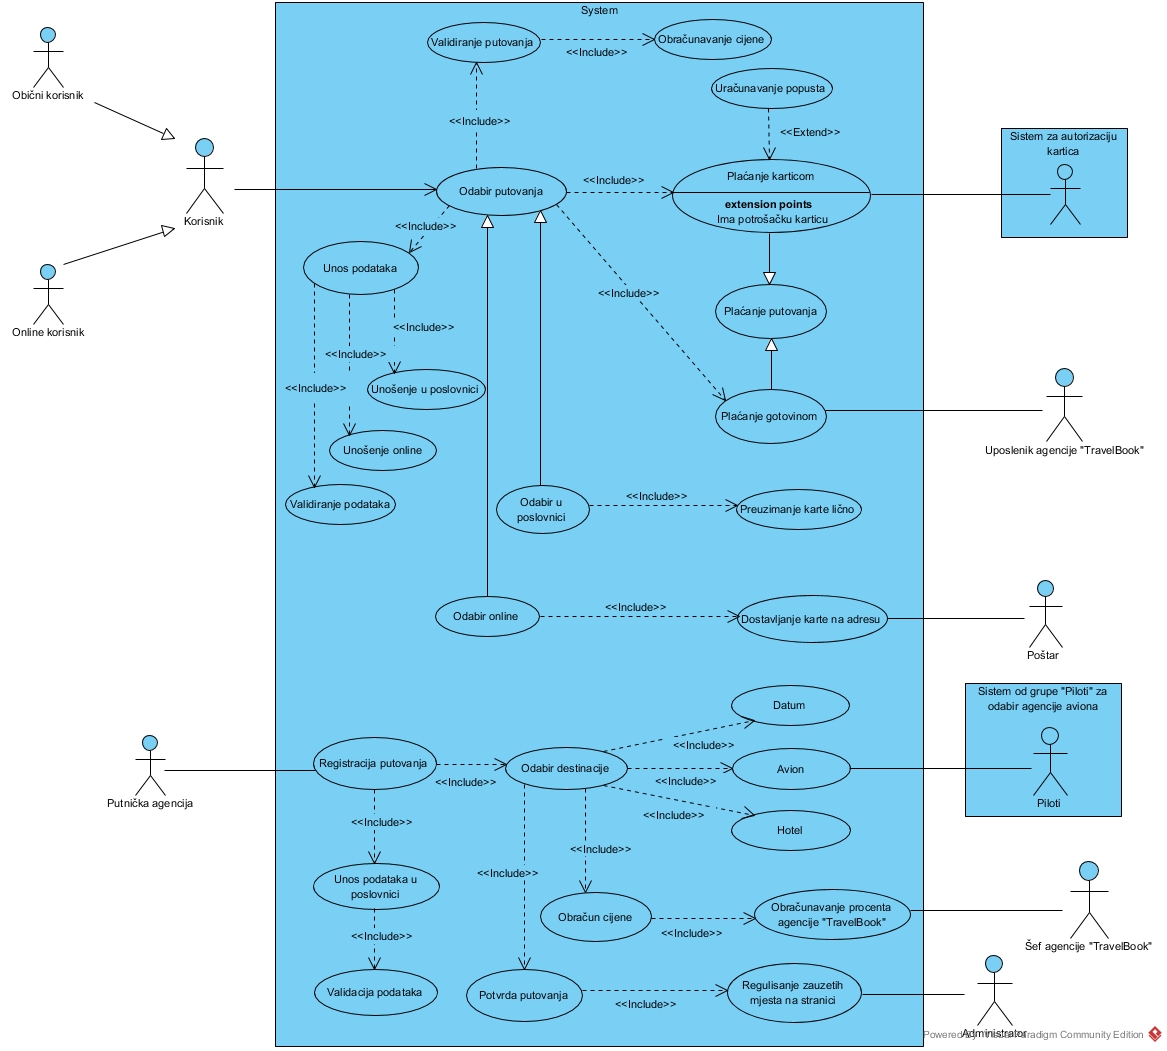 System
Obični korisnik
Validiranje putovanja
<<Include>>
Obračunavanje cijene
Uračunavanje popusta
<<Include>>
<<Extend>>
Sistem za autorizaciju
kartica
Korisnik
Odabir putovanja
<<Include>>
Plaćanje karticom
extension points
Ima potrošačku karticu
<<Include>>
Unos podataka
<<Include>>
Online korisnik
Plaćanje putovanja
<<Include>>
<<Include>>
<<Include>>
Unošenje u poslovnici
Plaćanje gotovinom
Uposlenik agencije "TravelBook"
Unošenje online
Validiranje podataka
Odabir u
poslovnici
<<Include>>
Preuzimanje karte lično
Odabir online
<<Include>>
Dostavljanje karte na adresu
Poštar
Sistem od grupe "Piloti" za
odabir agencije aviona
Piloti
Datum
<<Include>>
Putnička agencija
Registracija putovanja
<<Include>>
Odabir destinacije
<<Include>>
Avion
<<Include>>
Hotel
<<Include>>
<<Include>>
<<Include>>
Unos podataka u
poslovnici
Obračun cijene
<<Include>>
Obračunavanje procenta
agencije "TravelBook"
Šef agencije "TravelBook"
<<Include>>
Validacija podataka
Potvrda putovanja
<<Include>>
Regulisanje zauzetih
mjesta na stranici
Administrator
Powered By Visual Paradigm Community Edition